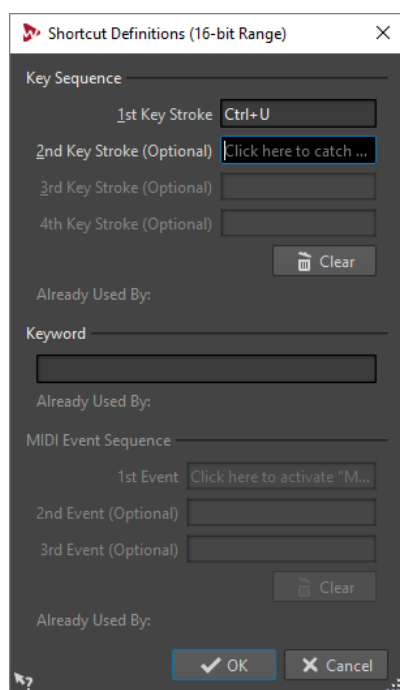 Shortcut Definitions (16-bit Range)
Key Sequence
1st Key Stroke Ctrl+U
2nd Key Stroke (Optional) Click here to catch ...
3rd Key Stroke (Optional)
4th Key Stroke (Optional)
Clear
Already Used By:
Keyword
Already Used By:
MIDI Event Sequence
1st Event Click here to activate "M...
2nd Event (Optional)
3rd Event (Optional)
Clear
Already Used By:
OK Cancel
?